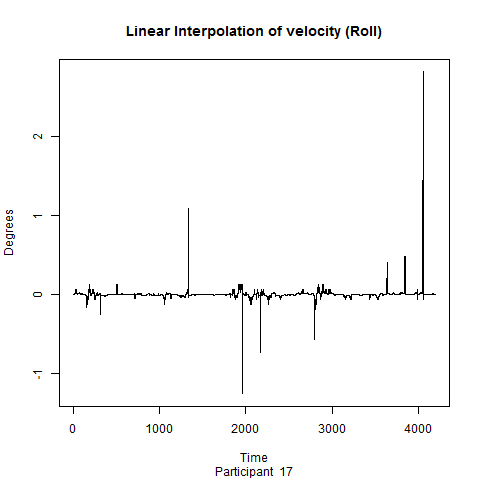 Linear Interpolation of velocity (Roll)
Degrees
2
1
0
-1
0 1000 2000 3000 4000
Time
Participant 17